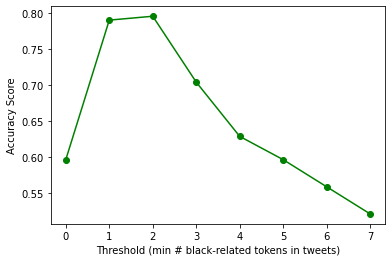 0.80
0.75
0.70
0.65
0.60
0.55
Accuracy Score
0 1 2 3 4 5 6 7
Threshold (min # black-related tokens in tweets)